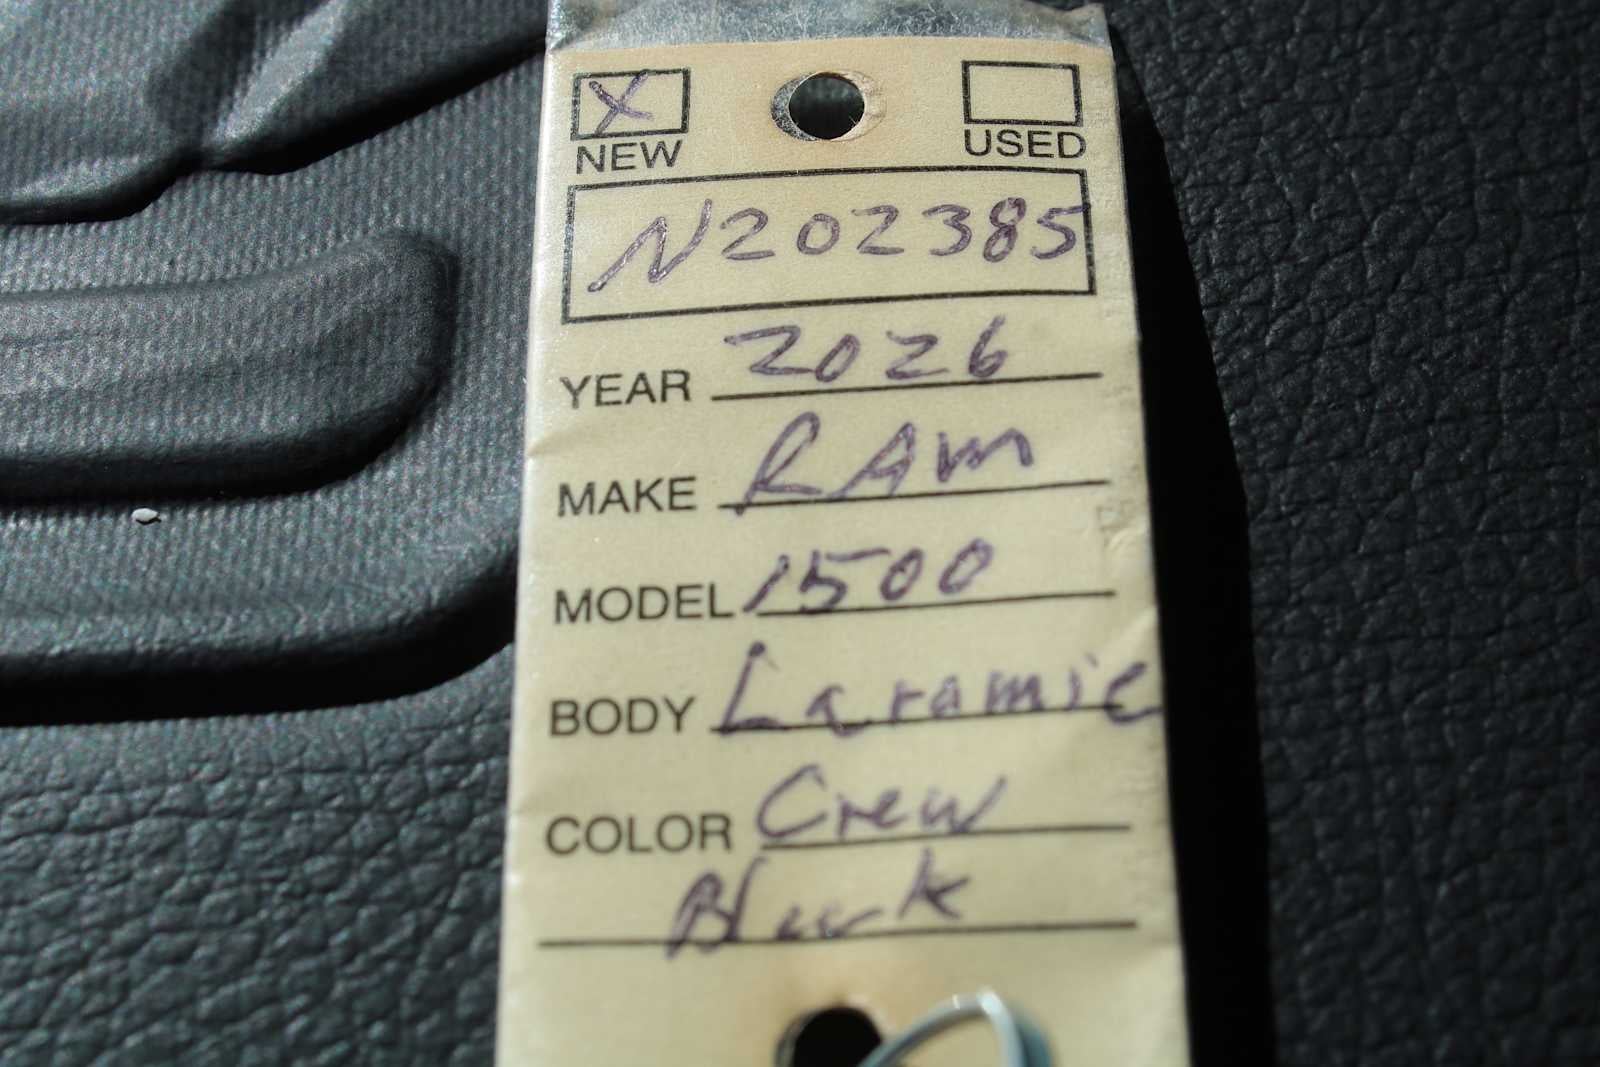 X
NEW USED
N202385
YEAR 2026
MAKE RAM
MODEL 1500
BODY Laramie
COLOR Crew
Black